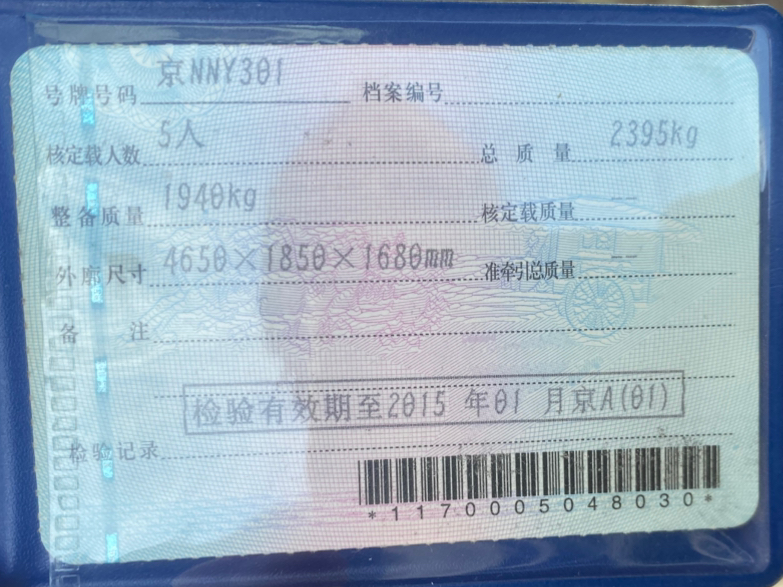 号牌号码 京NNY301 档案编号
核定载人数 5人 总质量 2395kg
整备质量 1940kg 核定载质量 --
外廓尺寸 4650×1850×1680mm 准牵引总质量 --
备注
检验有效期至2015 年01 月京A(01)
检验记录
*1170005048030*